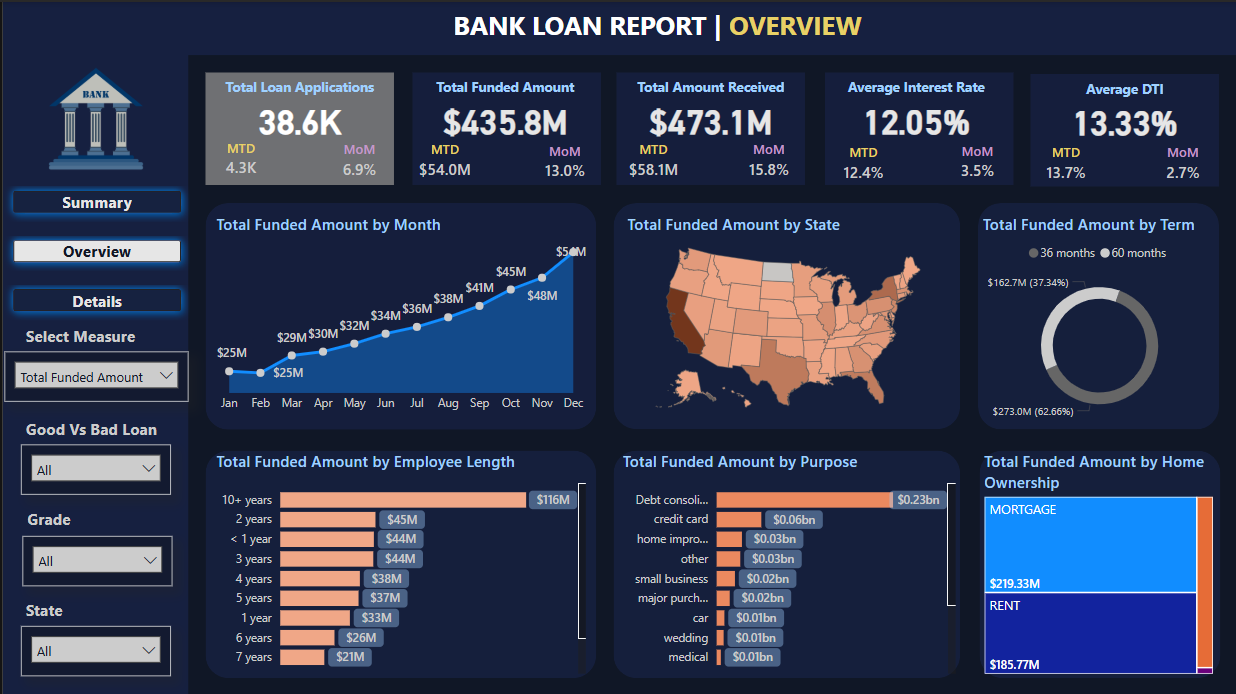 BANK LOAN REPORT | OVERVIEW
BANK
Summary
Overview
Details
Select Measure
Total Funded Amount
Good Vs Bad Loan
All
Grade
All
State
All
Total Loan Applications
38.6K
MTD MoM
4.3K 6.9%
Total Funded Amount
$435.8M
MTD MoM
$54.0M 13.0%
Total Amount Received
$473.1M
MTD MoM
$58.1M 15.8%
Average Interest Rate
12.05%
MTD MoM
12.4% 3.5%
Average DTI
13.33%
MTD MoM
13.7% 2.7%
Total Funded Amount by Month
$25M $25M $29M $30M $32M $34M $36M $38M $41M $45M $48M $54M
Jan Feb Mar Apr May Jun Jul Aug Sep Oct Nov Dec
Total Funded Amount by State
Total Funded Amount by Term
36 months 60 months
$162.7M (37.34%)
$273.0M (62.66%)
Total Funded Amount by Employee Length
10+ years $116M
2 years $45M
< 1 year $44M
3 years $44M
4 years $38M
5 years $37M
1 year $33M
6 years $26M
7 years $21M
Total Funded Amount by Purpose
Debt consoli... $0.23bn
credit card $0.06bn
home impro... $0.03bn
other $0.03bn
small business $0.02bn
major purch... $0.02bn
car $0.01bn
wedding $0.01bn
medical $0.01bn
Total Funded Amount by Home
Ownership
MORTGAGE
$219.33M
RENT
$185.77M